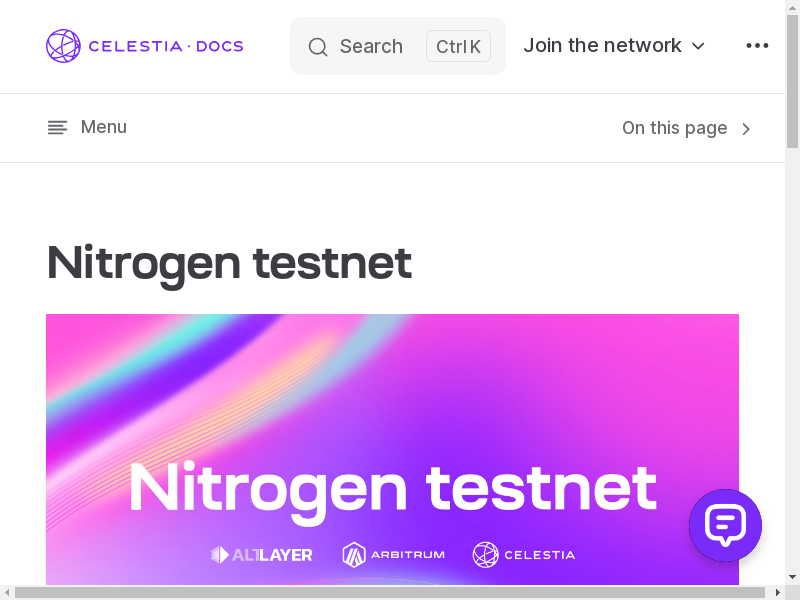 CELESTIA · DOCS
Search
Ctrl K
Join the network
Menu
On this page
Nitrogen testnet
Nitrogen testnet
ALTLAYER
ARBITRUM
CELESTIA